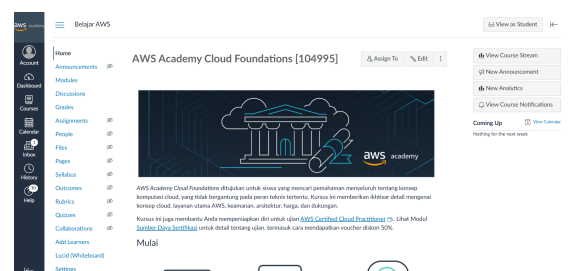 aws academy
Belajar AWS
View as Student
Account
Dashboard
Courses
Calendar
Inbox
History
10
Help
Home
Announcements
Modules
Discussions
Grades
Assignments
People
Files
Pages
Syllabus
Outcomes
Rubrics
Quizzes
Collaborations
Add Learners
Lucid (Whiteboard)
Settings
AWS Academy Cloud Foundations [104995]
Assign To
Edit
aws academy
AWS Academy Cloud Foundations ditujukan untuk siswa yang mencari pemahaman menyeluruh tentang konsep
komputasi cloud, yang tidak bergantung pada peran teknis tertentu. Kursus ini memberikan ikhtisar detail mengenai
konsep cloud, layanan utama AWS, keamanan, arsitektur, harga, dan dukungan.
Kursus ini juga membantu Anda mempersiapkan diri untuk ujian AWS Certified Cloud Practitioner. Lihat Modul
Sumber Daya Sertifikasi untuk detail tentang ujian, termasuk cara mendapatkan voucher diskon 50%.
Mulai
View Course Stream
New Announcement
New Analytics
View Course Notifications
Coming Up
View Calendar
Nothing for the next week